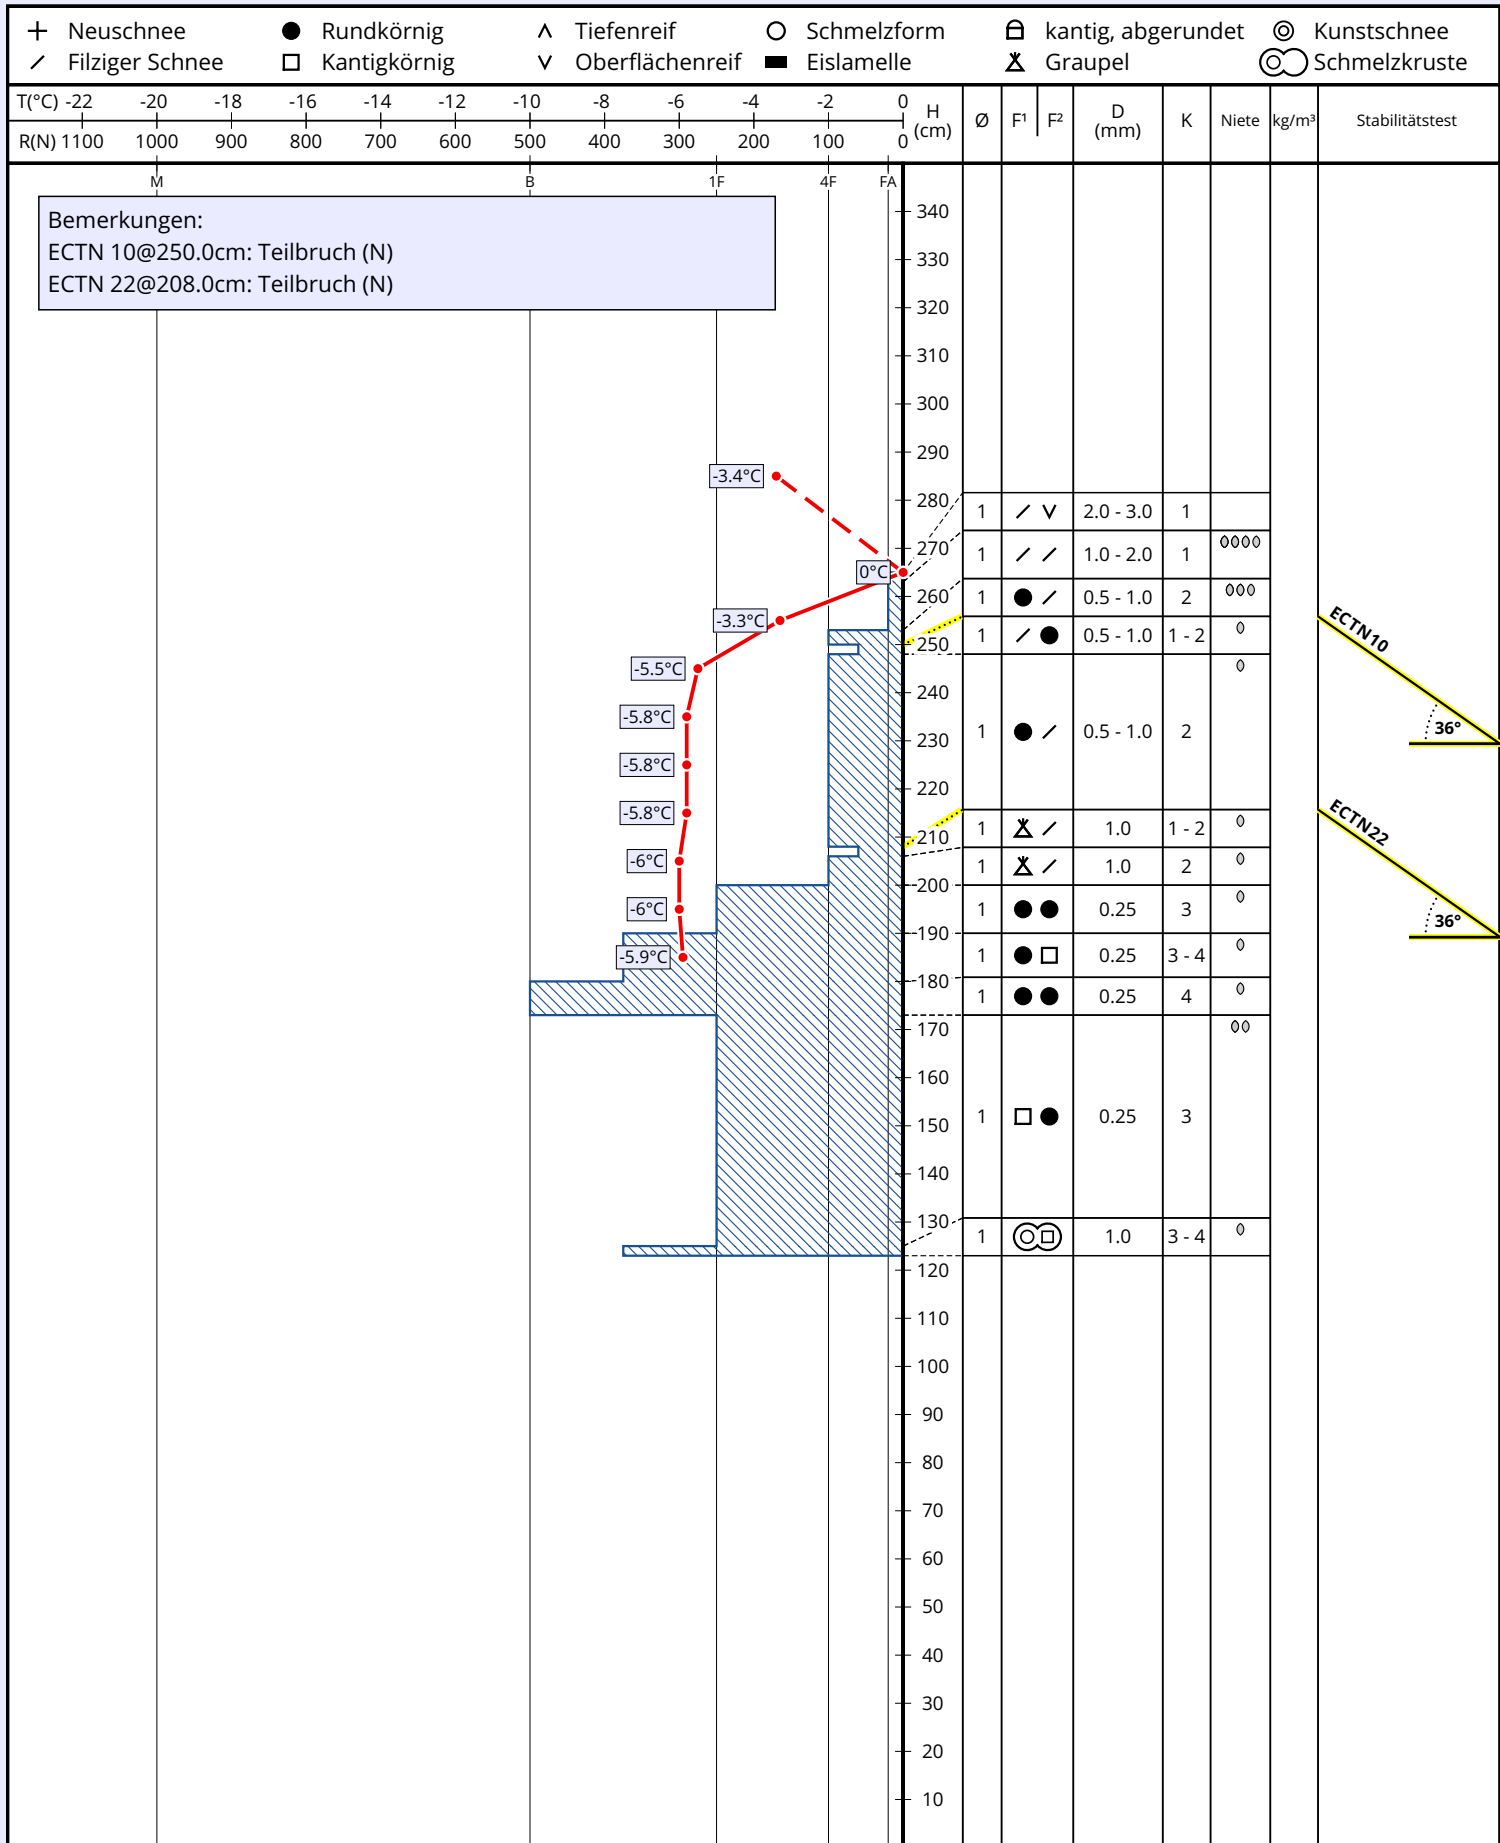 Neuschnee Rundkörnig Tiefenreif Schmelzform kantig, abgerundet Kunstschnee
Filziger Schnee Kantigkörnig Oberflächenreif Eislamelle Graupel Schmelzkruste
T(°C) -22 -20 -18 -16 -14 -12 -10 -8 -6 -4 -2 0
R(N) 1100 1000 900 800 700 600 500 400 300 200 100 0
H (cm) Ø F¹ F² D (mm) K Niete kg/m³ Stabilitätstest
M B 1F 4F FA
Bemerkungen:
ECTN 10@250.0cm: Teilbruch (N)
ECTN 22@208.0cm: Teilbruch (N)
340
330
320
310
300
290
-3.4°C
280
1 2.0 - 3.0 1
270
1 1.0 - 2.0 1
0°C
260
1 0.5 - 1.0 2
-3.3°C
1 0.5 - 1.0 1 - 2
ECTN10
250
-5.5°C
240
-5.8°C
230
1 0.5 - 1.0 2
36°
-5.8°C
220
-5.8°C
210
1 1.0 1 - 2
ECTN22
-6°C
1 1.0 2
200
-6°C
1 0.25 3
36°
190
-5.9°C
1 0.25 3 - 4
180
1 0.25 4
170
160
1 0.25 3
150
140
130
1 1.0 3 - 4
120
110
100
90
80
70
60
50
40
30
20
10